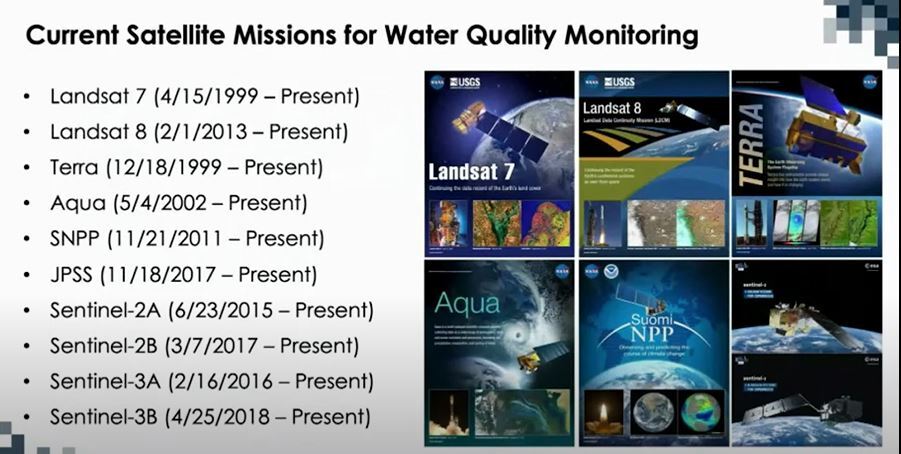 Current Satellite Missions for Water Quality Monitoring
• Landsat 7 (4/15/1999 – Present)
• Landsat 8 (2/1/2013 – Present)
• Terra (12/18/1999 – Present)
• Aqua (5/4/2002 – Present)
• SNPP (11/21/2011 – Present)
• JPSS (11/18/2017 – Present)
• Sentinel-2A (6/23/2015 – Present)
• Sentinel-2B (3/7/2017 – Present)
• Sentinel-3A (2/16/2016 – Present)
• Sentinel-3B (4/25/2018 – Present)
NASA USGS
Landsat 7
Continuing the data record of the Earth's land cover
NASA USGS
Landsat 8
Landsat Data Continuity Mission (LDCM)
TERRA
The Earth Observing
System Flagship
NASA
Aqua
NASA
Suomi
NPP
Observing and predicting the
course of climate change
esa
sentinel-2
esa